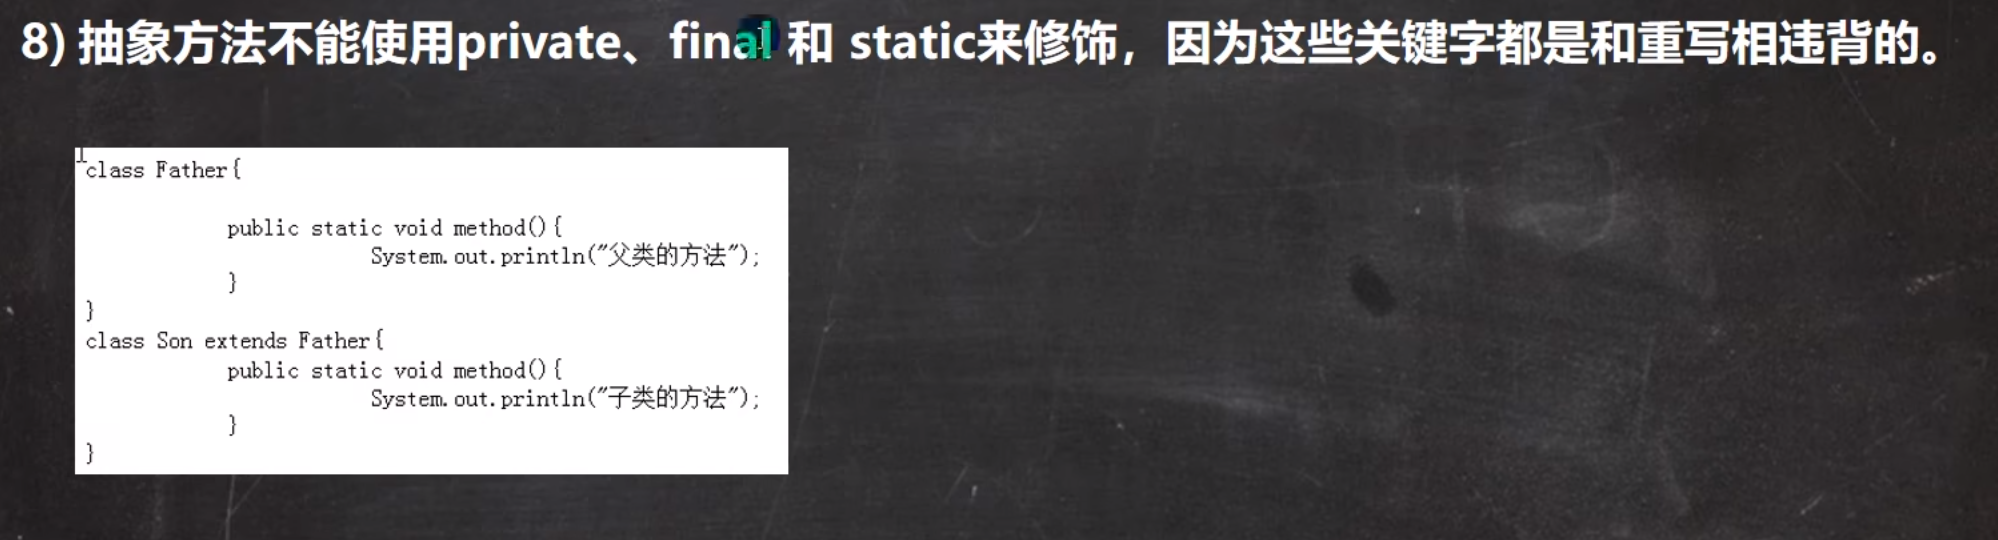 8) 抽象方法不能使用private、final 和 static来修饰，因为这些关键字都是和重写相违背的。
class Father{
public static void method(){
System.out.println("父类的方法");
}
}
class Son extends Father{
public static void method(){
System.out.println("子类的方法");
}
}